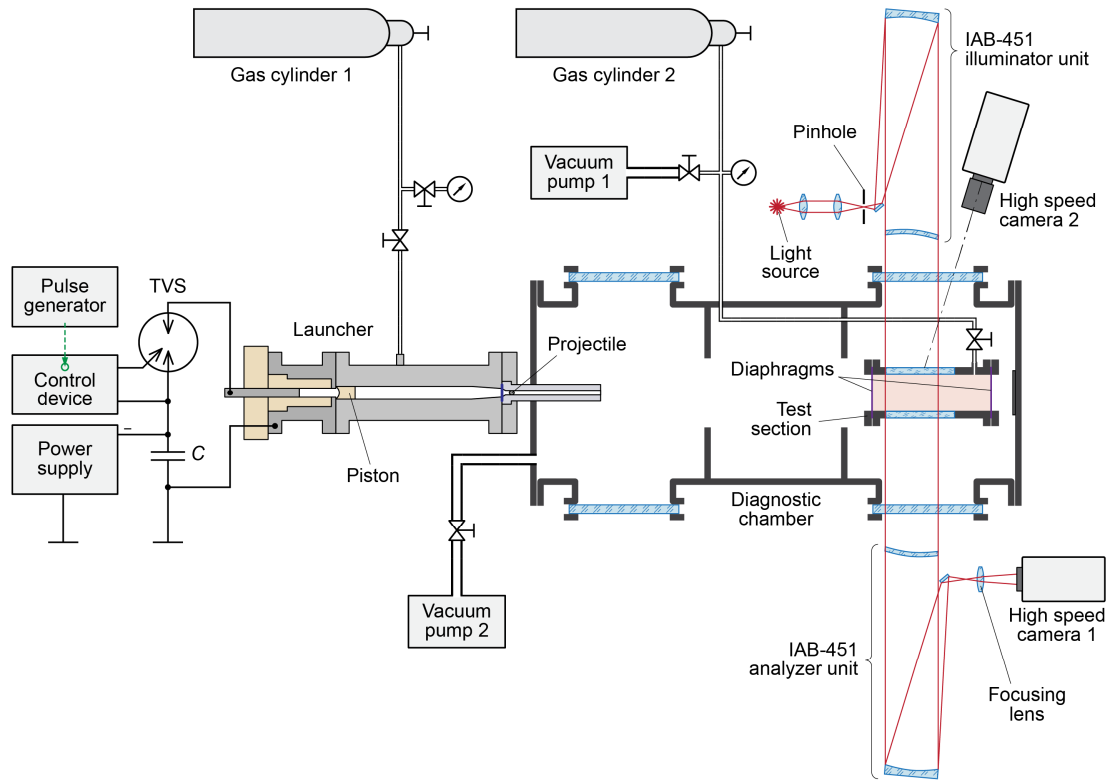 Gas cylinder 1
Gas cylinder 2
IAB-451
illuminator unit
Pinhole
Vacuum
pump 1
High speed
camera 2
Light
source
Pulse
generator
TVS
Launcher
Projectile
Control
device
Diaphragms
Test
section
–
Power
supply
C
Piston
Diagnostic
chamber
Vacuum
pump 2
High speed
camera 1
IAB-451
analyzer unit
Focusing
lens